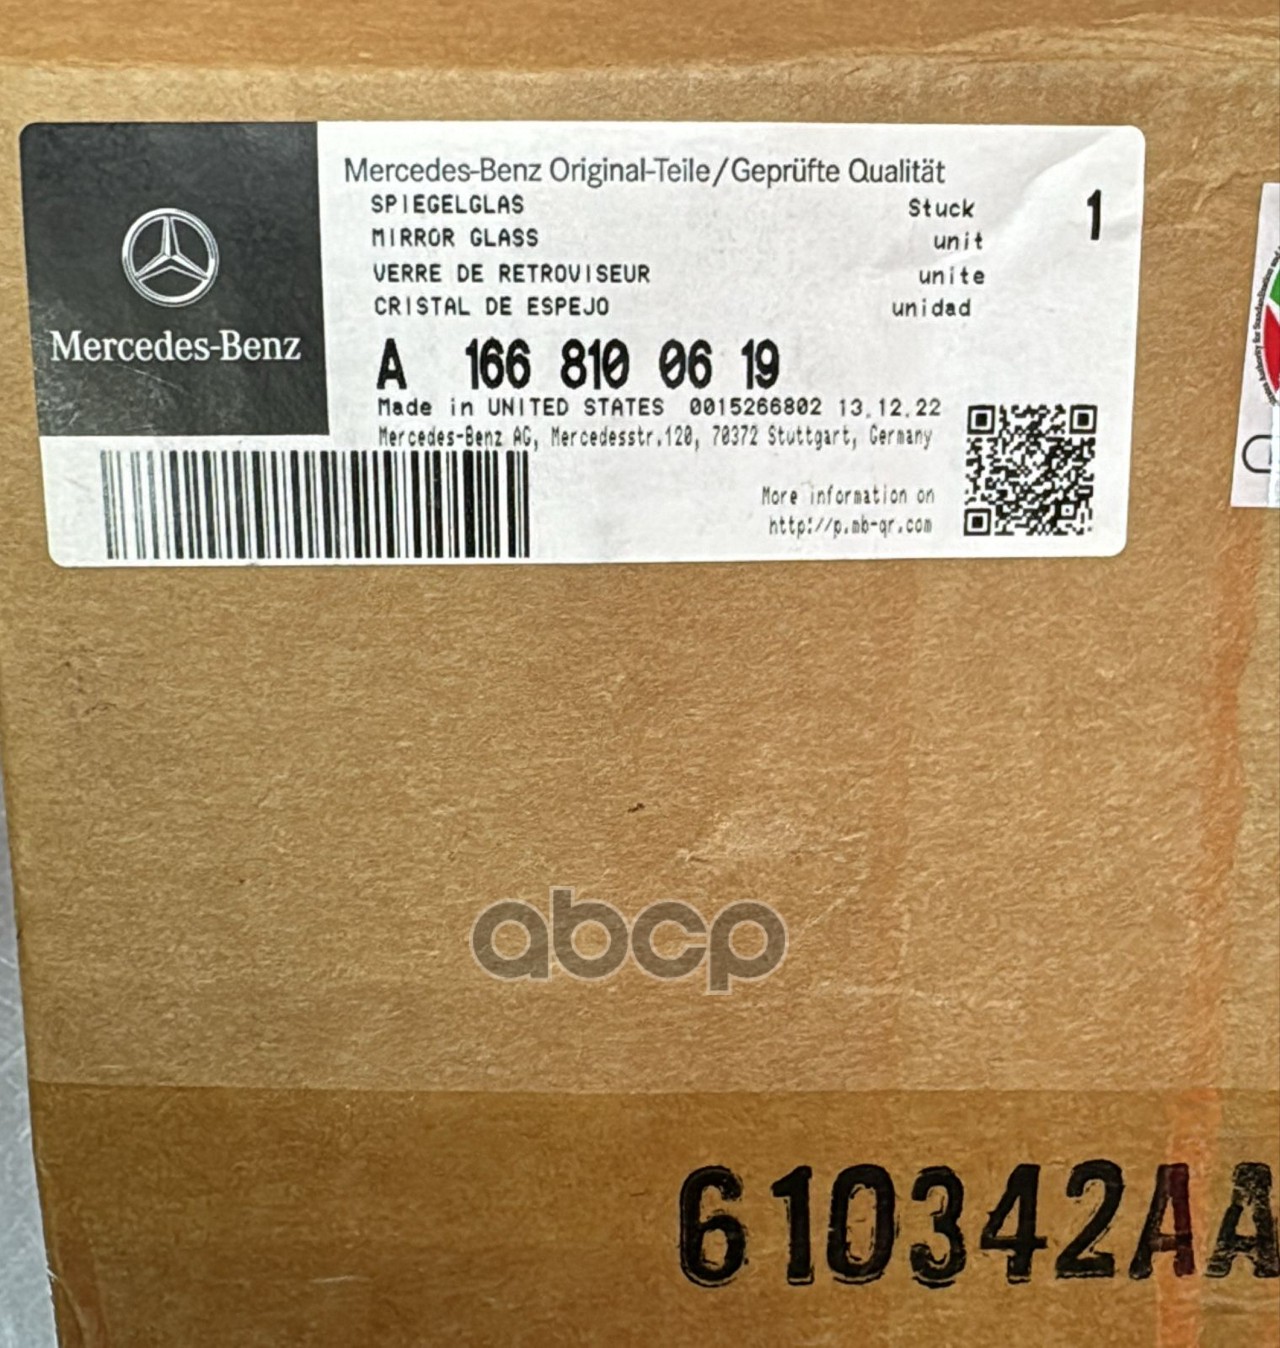 Mercedes-Benz Original-Teile/Geprüfte Qualität
SPIEGELGLAS Stuck 1
MIRROR GLASS unit
VERRE DE RETROVISEUR unite
CRISTAL DE ESPEJO unidad
Mercedes-Benz
A 166 810 06 19
Made in UNITED STATES 0015266802 13.12.22
Mercedes-Benz AG, Mercedesstr.120, 70372 Stuttgart, Germany
More information on
http://p.mb-qr.com
abcp
610342AA